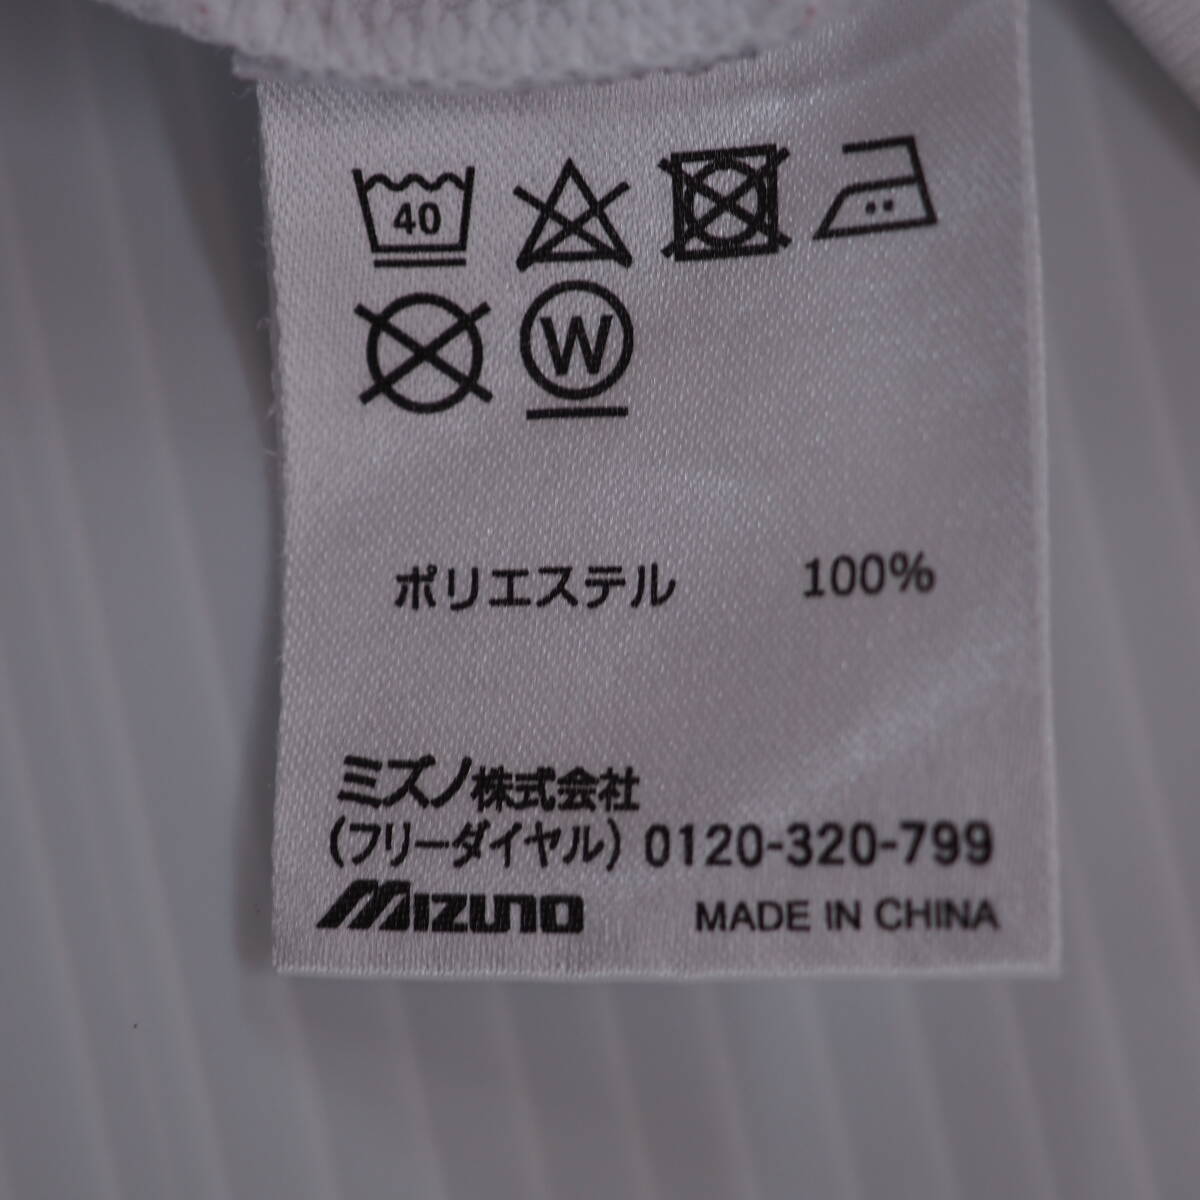 40
W
ポリエステル 100%
ミズノ株式会社
(フリーダイヤル) 0120-320-799
MIZUNO MADE IN CHINA